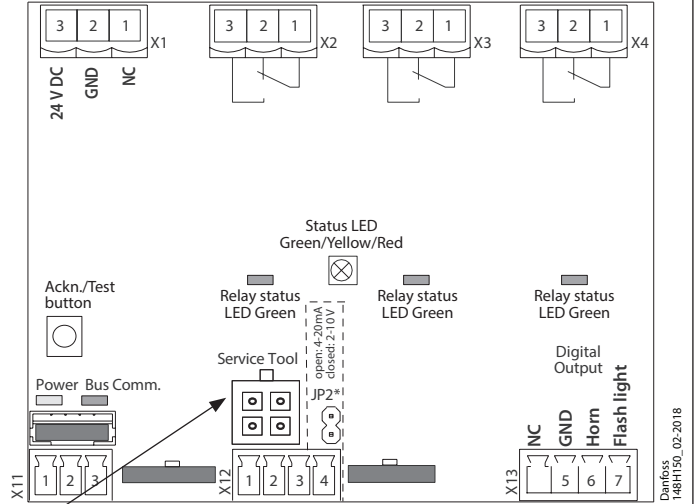 3 2 1 X1
3 2 1 X2
3 2 1 X3
3 2 1 X4
24 V DC
GND
NC
Status LED
Green/Yellow/Red
Ackn./Test
button
Relay status
LED Green
Relay status
LED Green
Relay status
LED Green
open: 4-20mA
closed: 2-10V
Service Tool
JP2*
Digital
Output
Power Bus Comm.
NC
GND
Horn
Flash light
X11 1 2 3
X12 1 2 3 4
X13 5 6 7
Danfoss
148H150_02-2018